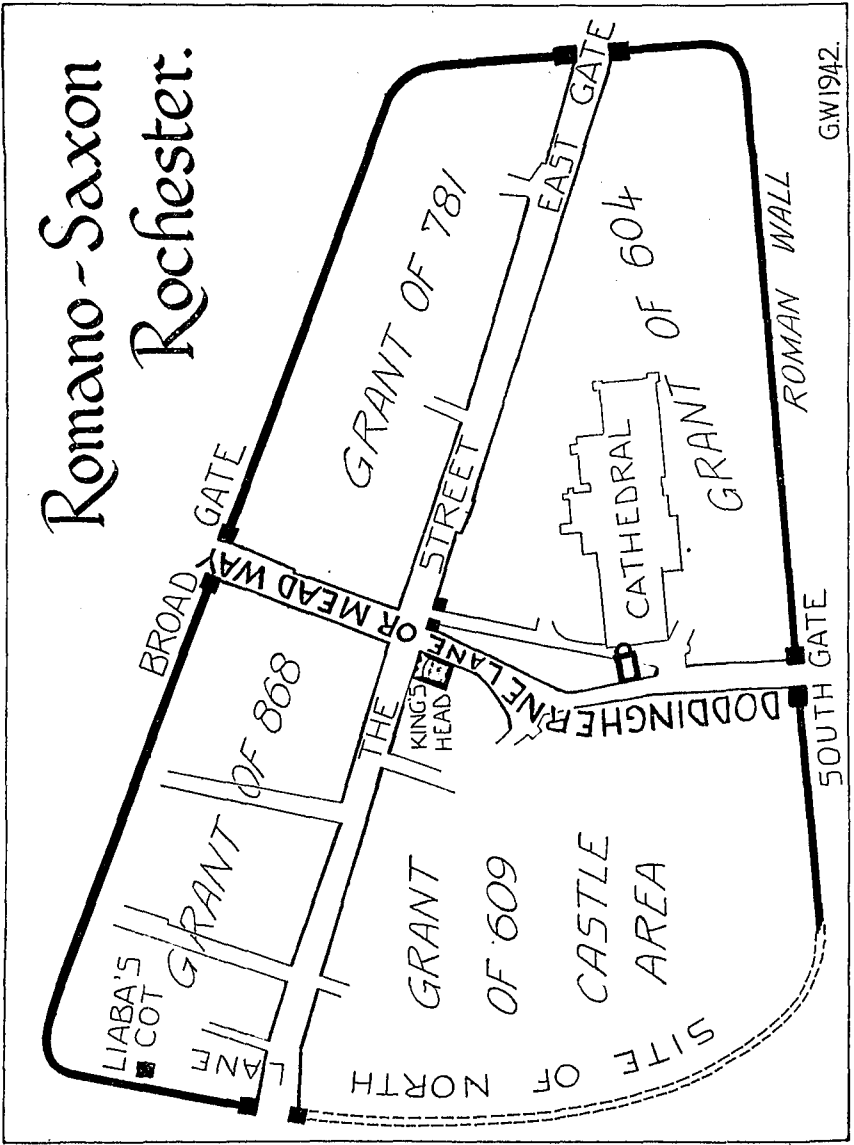 Romano-Saxon
Rochester.
BROAD GATE
EAST GATE
GRANT OF 781
GRANT OF 868
GRANT OF 604
THE STREET
DODDINGHERNE LANE OR MEAD WAY
KING'S
HEAD
CATHEDRAL
LIABA'S
COT
LANE
GRANT
OF 609
CASTLE
AREA
SITE OF NORTH
ROMAN WALL
SOUTH GATE
G.W 1942.